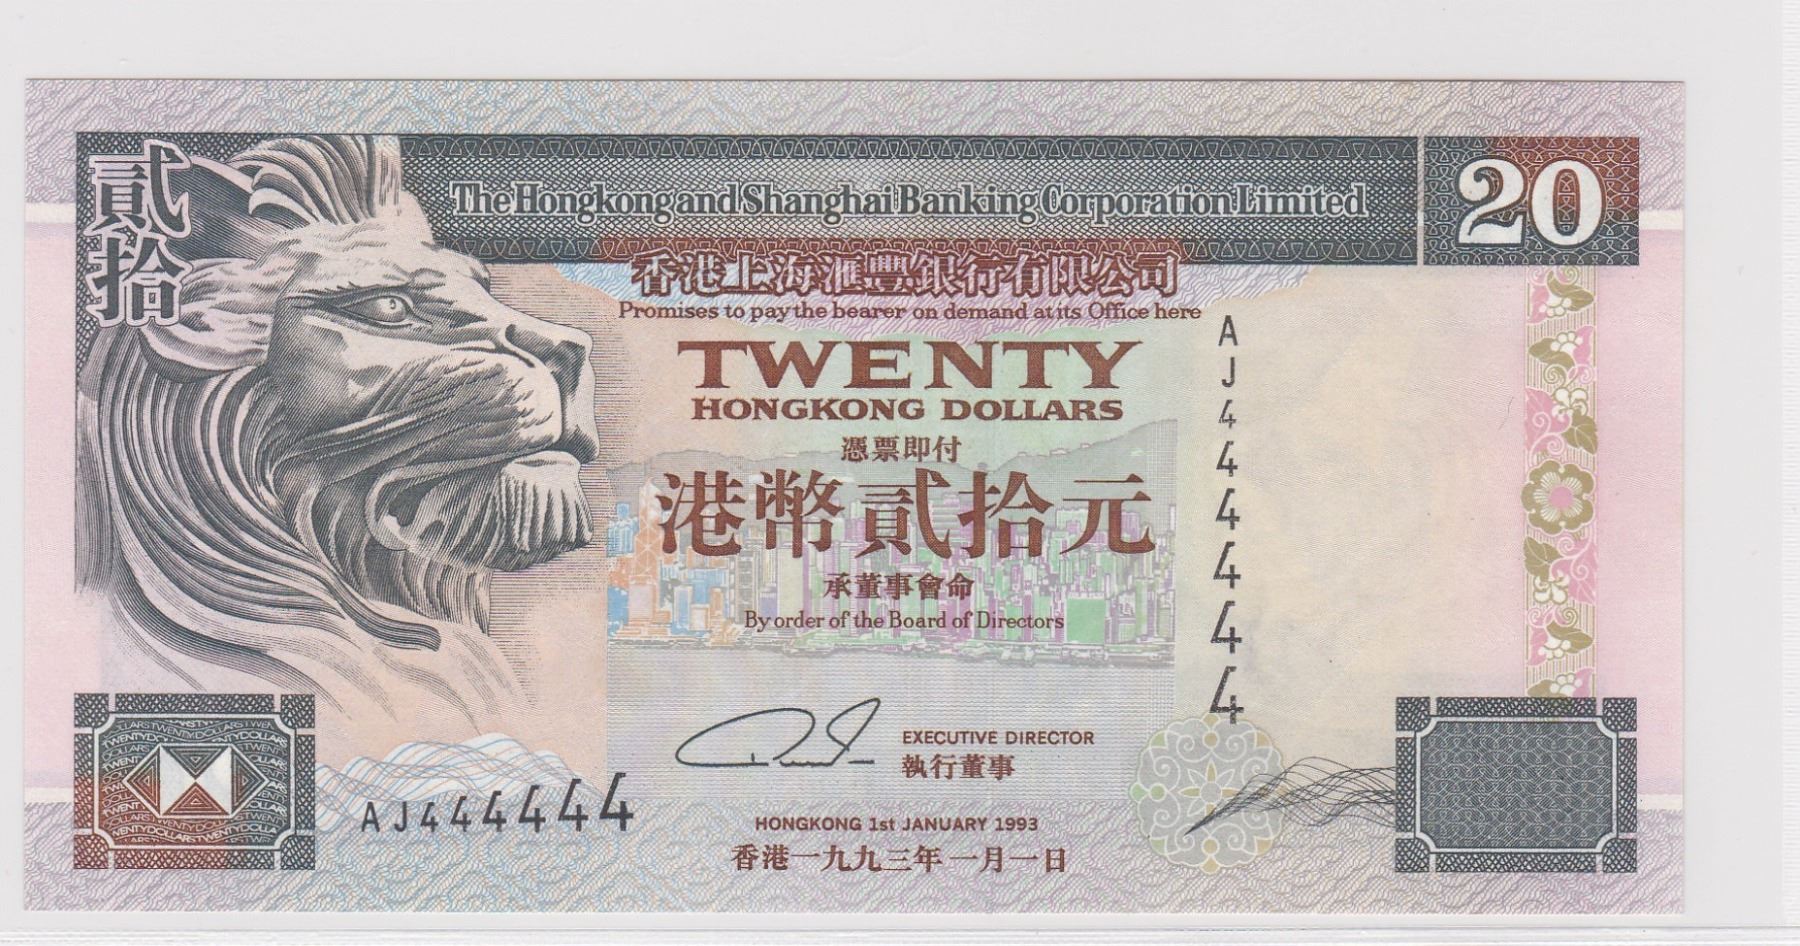 貳拾
The Hongkong and Shanghai Banking Corporation Limited
20
香港上海滙豐銀行有限公司
Promises to pay the bearer on demand at its Office here
TWENTY
HONGKONG DOLLARS
憑票即付
港幣貳拾元
承董事會命
By order of the Board of Directors
AJ444444
EXECUTIVE DIRECTOR
執行董事
AJ444444
HONGKONG 1st JANUARY 1993
香港一九九三年一月一日